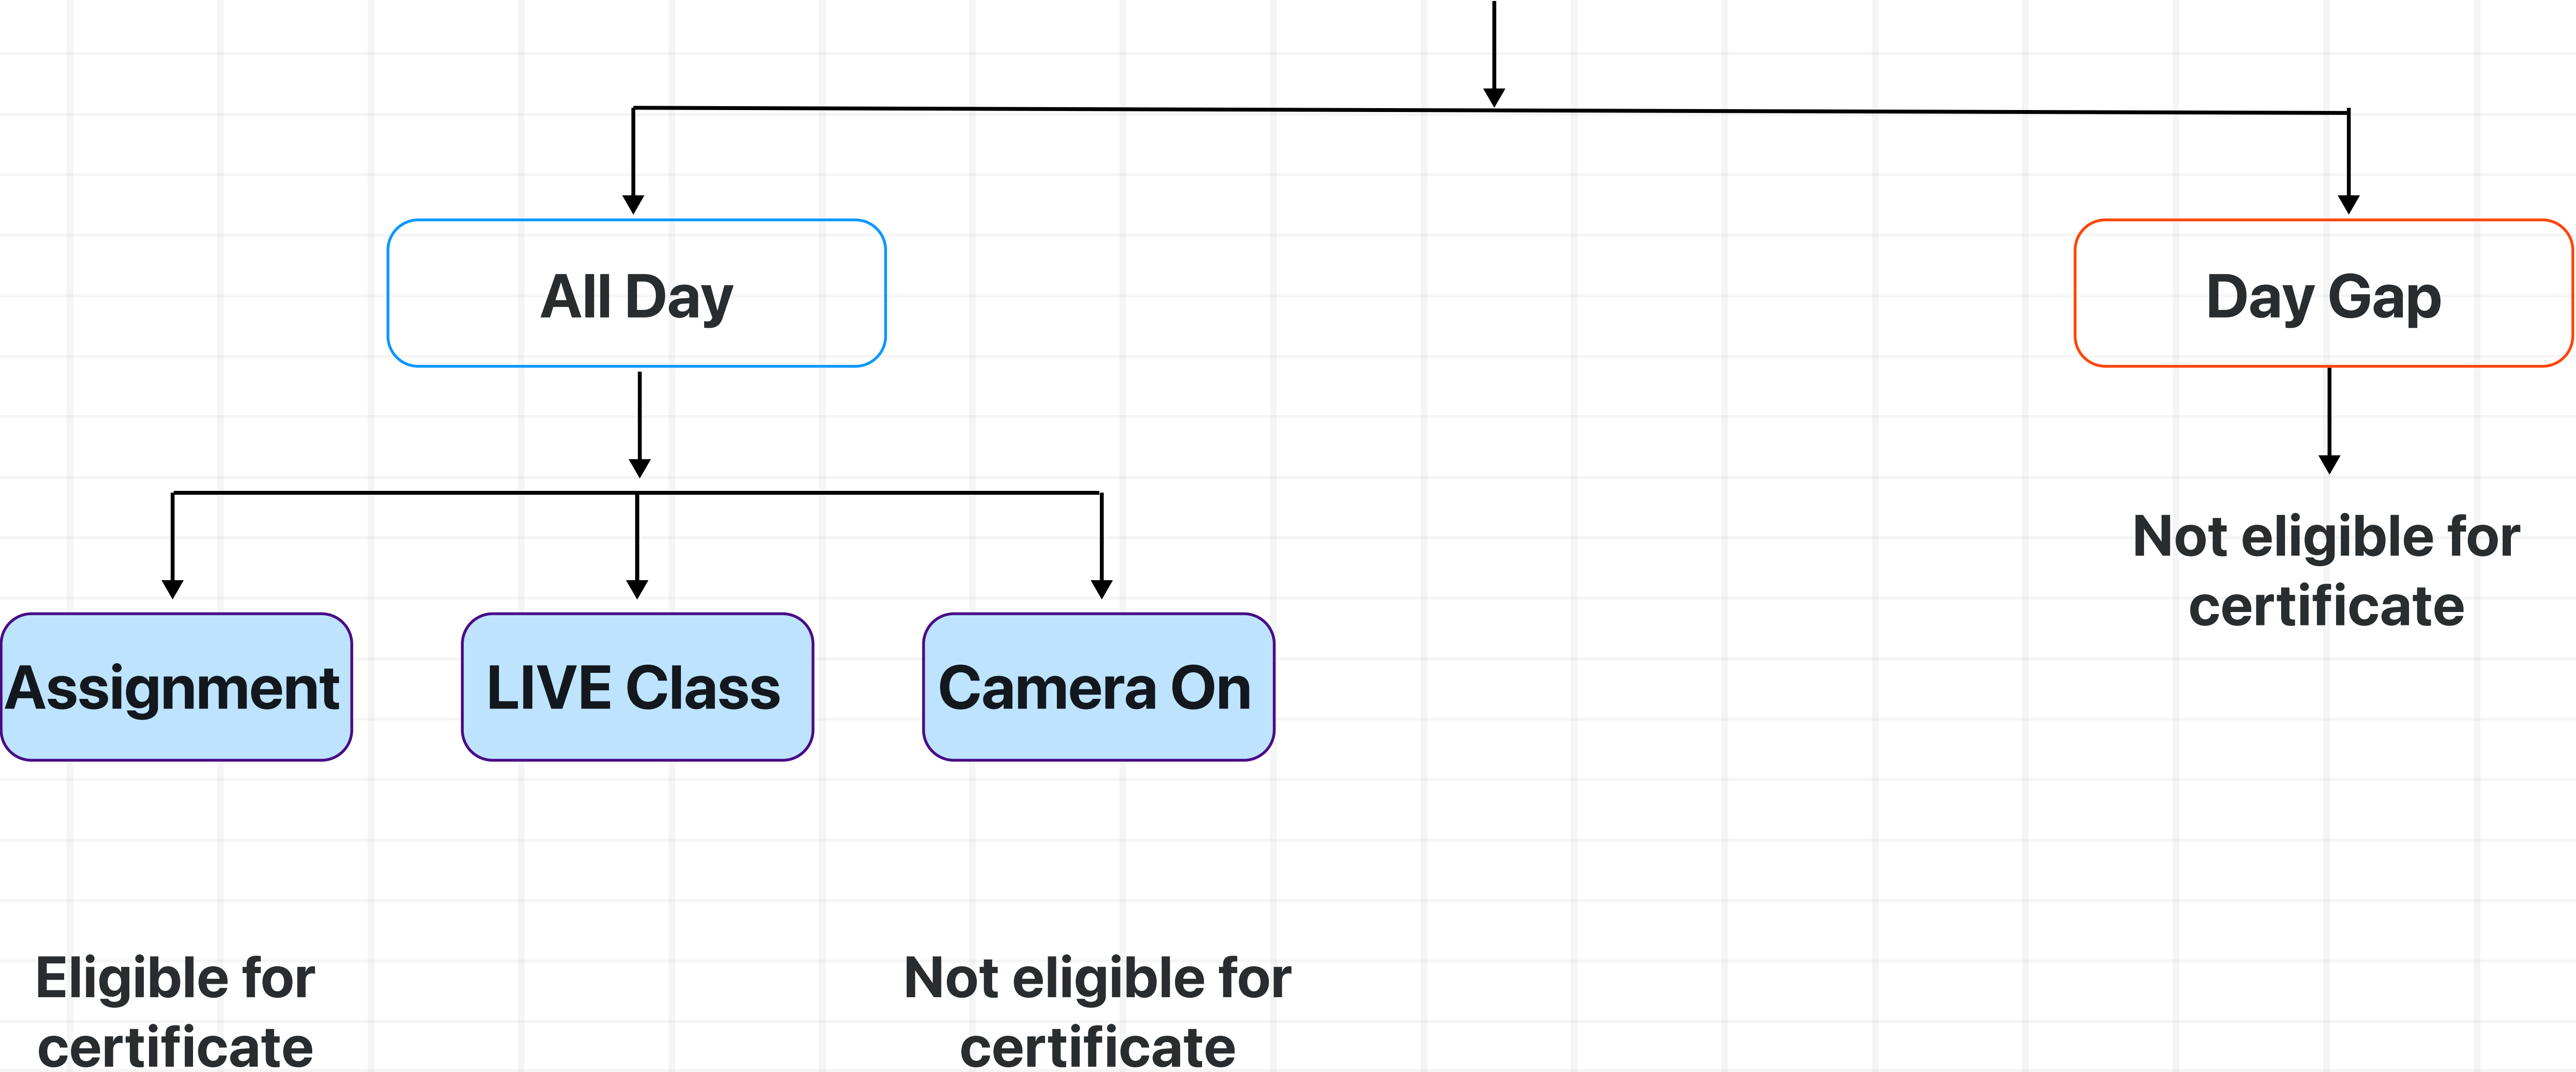 All Day
Day Gap
Not eligible for
certificate
Assignment
LIVE Class
Camera On
Eligible for
certificate
Not eligible for
certificate